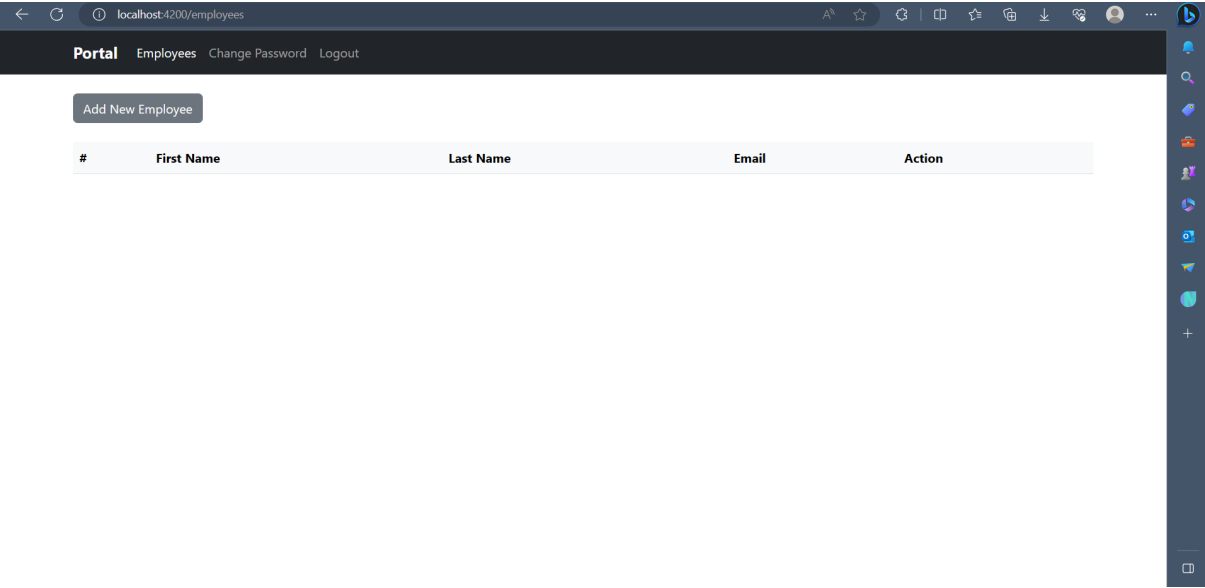 localhost:4200/employees
Portal Employees Change Password Logout
Add New Employee
# First Name Last Name Email Action